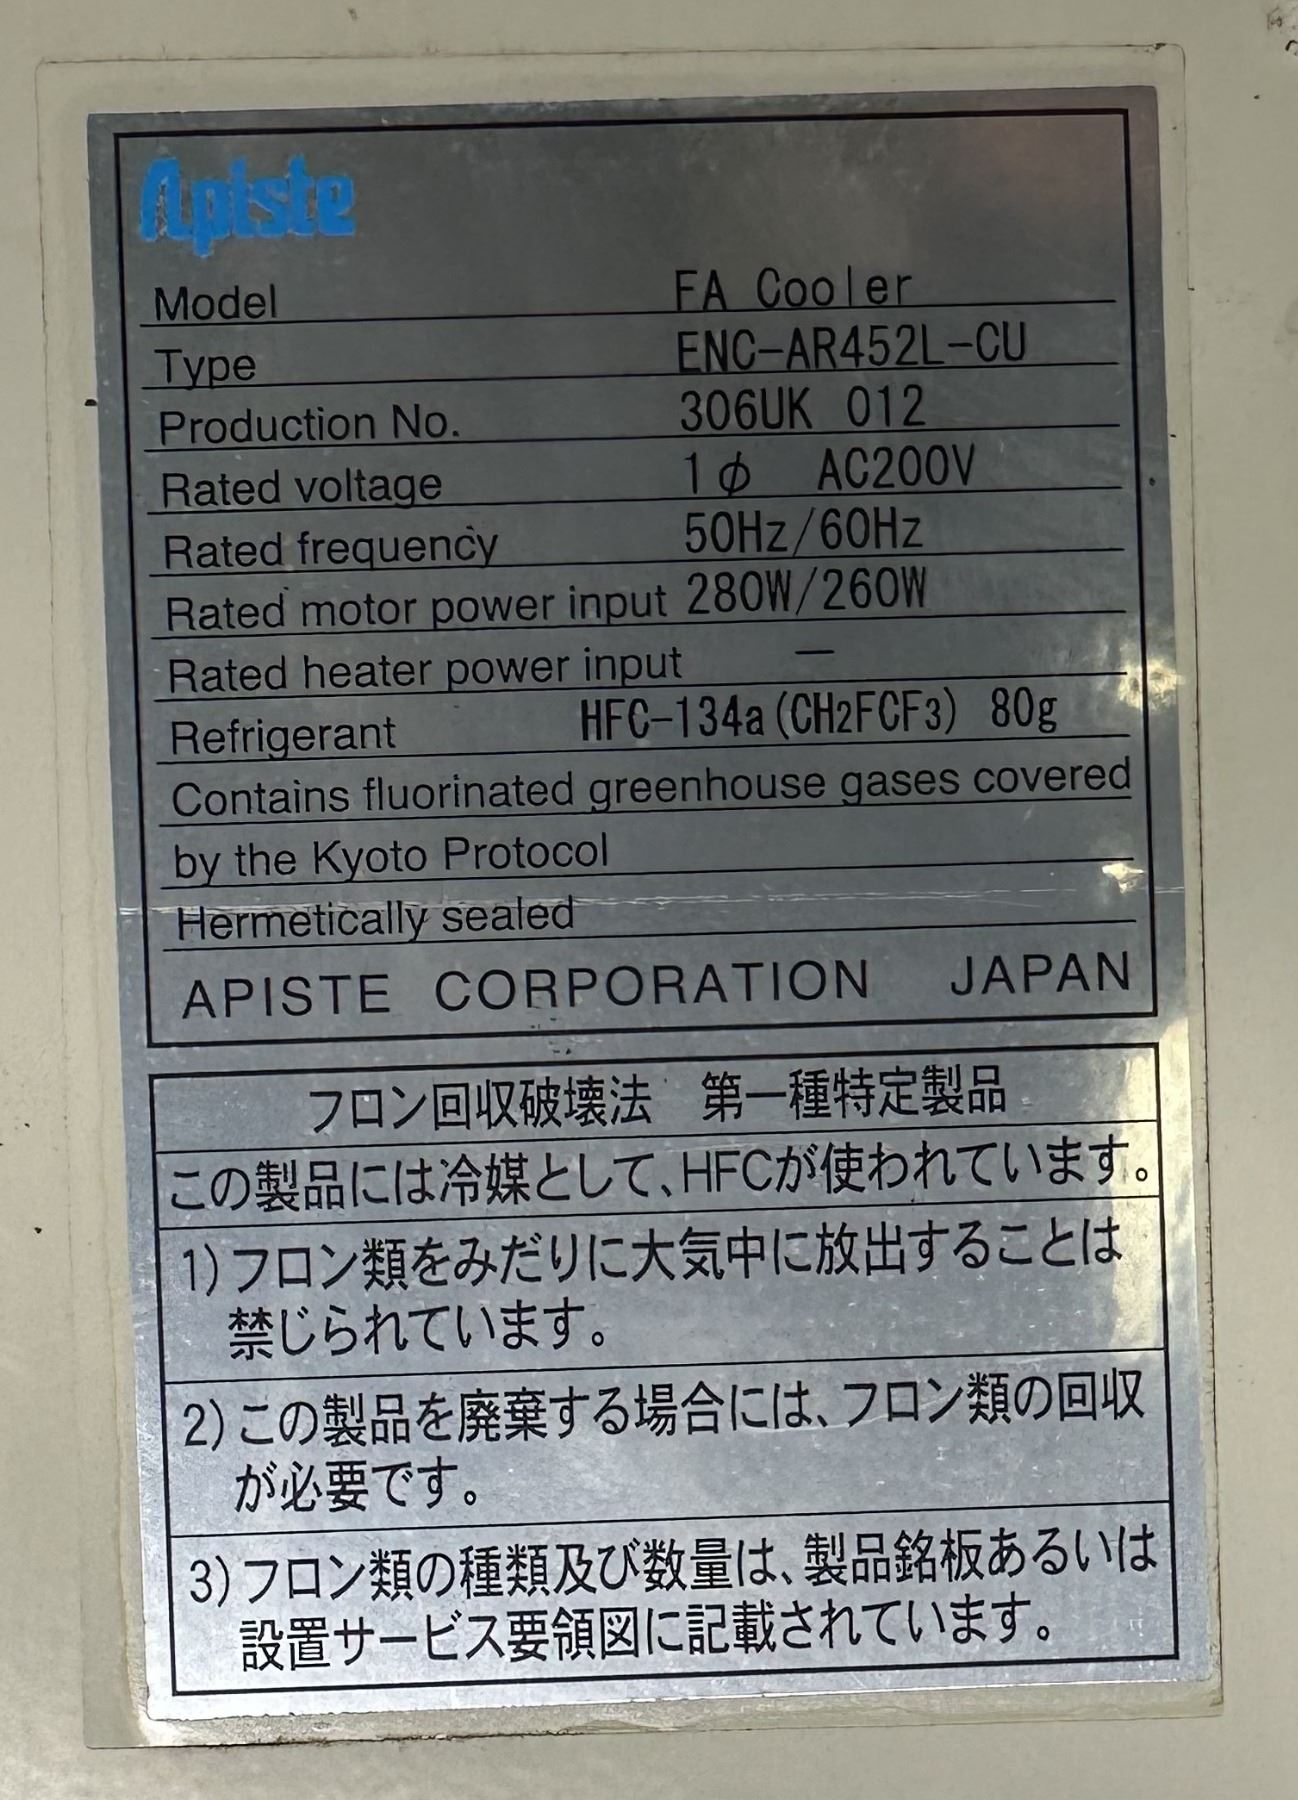 Apiste
Model FA Cooler
Type ENC-AR452L-CU
Production No. 306UK 012
Rated voltage 1φ AC200V
Rated frequency 50Hz/60Hz
Rated motor power input 280W/260W
Rated heater power input —
Refrigerant HFC-134a(CH2FCF3) 80g
Contains fluorinated greenhouse gases covered
by the Kyoto Protocol
Hermetically sealed
APISTE CORPORATION JAPAN
フロン回収破壊法 第一種特定製品
この製品には冷媒として、HFCが使われています。
1)フロン類をみだりに大気中に放出することは
禁じられています。
2)この製品を廃棄する場合には、フロン類の回収
が必要です。
3)フロン類の種類及び数量は、製品銘板あるいは
設置サービス要領図に記載されています。